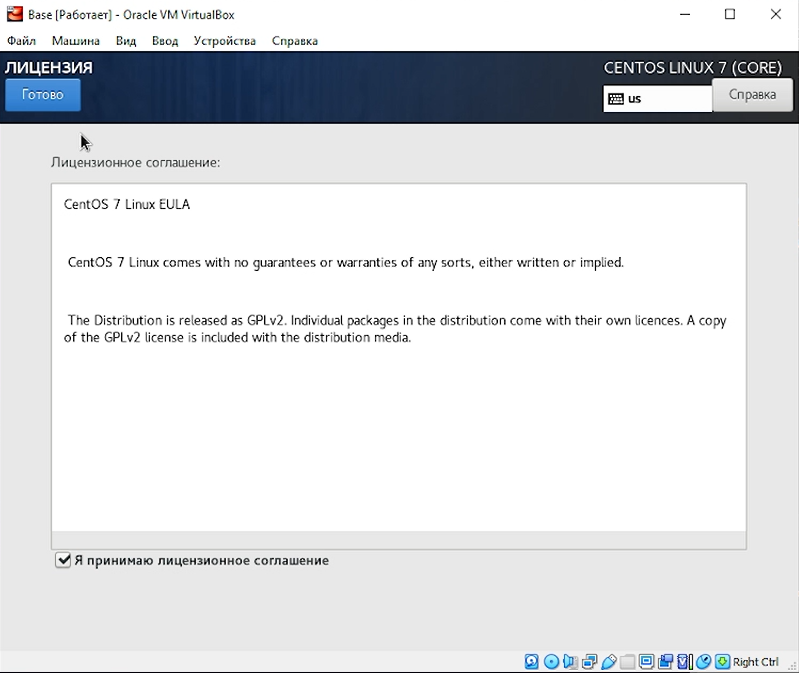 Base [Работает] - Oracle VM VirtualBox
Файл Машина Вид Ввод Устройства Справка
ЛИЦЕНЗИЯ
CENTOS LINUX 7 (CORE)
Готово
us
Справка
Лицензионное соглашение:
CentOS 7 Linux EULA
CentOS 7 Linux comes with no guarantees or warranties of any sorts, either written or implied.
The Distribution is released as GPLv2. Individual packages in the distribution come with their own licences. A copy
of the GPLv2 license is included with the distribution media.
Я принимаю лицензионное соглашение
Right Ctrl